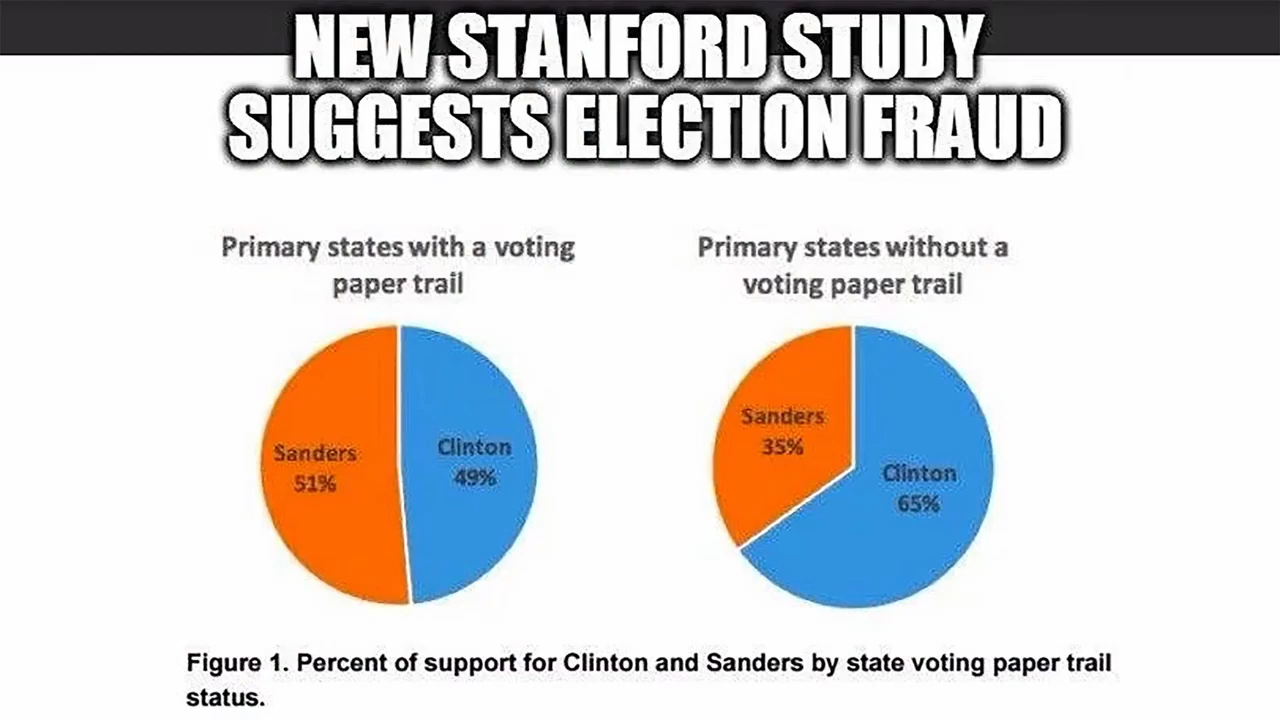 NEW STANFORD STUDY
SUGGESTS ELECTION FRAUD
Primary states with a voting
paper trail
Primary states without a
voting paper trail
Sanders
51%
Clinton
49%
Sanders
35%
Clinton
65%
Figure 1. Percent of support for Clinton and Sanders by state voting paper trail
status.